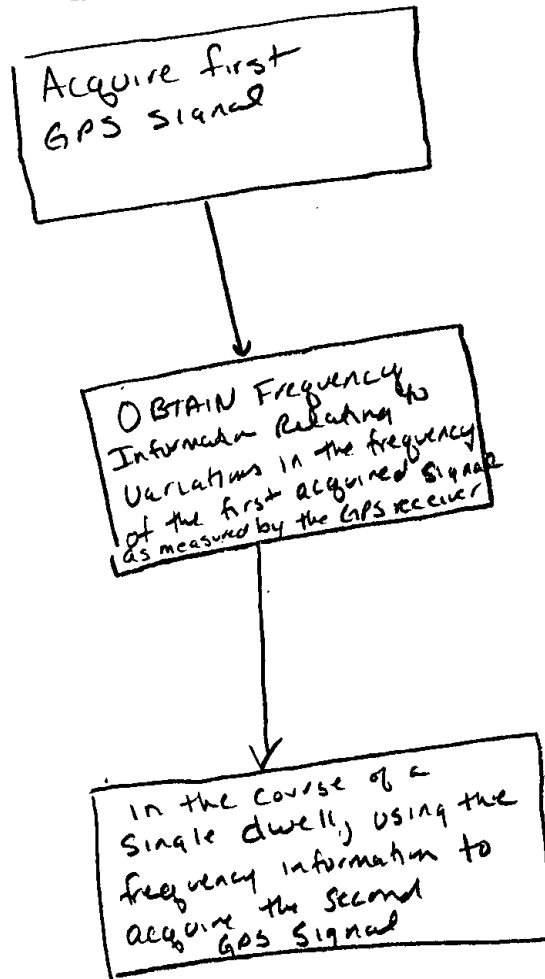 Acquire first
GPS Signal
OBTAIN Frequency
Information Relating to
Variations in the frequency
of the first acquired signal
as measured by the GPS receiver
in the course of a
Single dwell, using the
frequency information to
acquire the second
GPS Signal